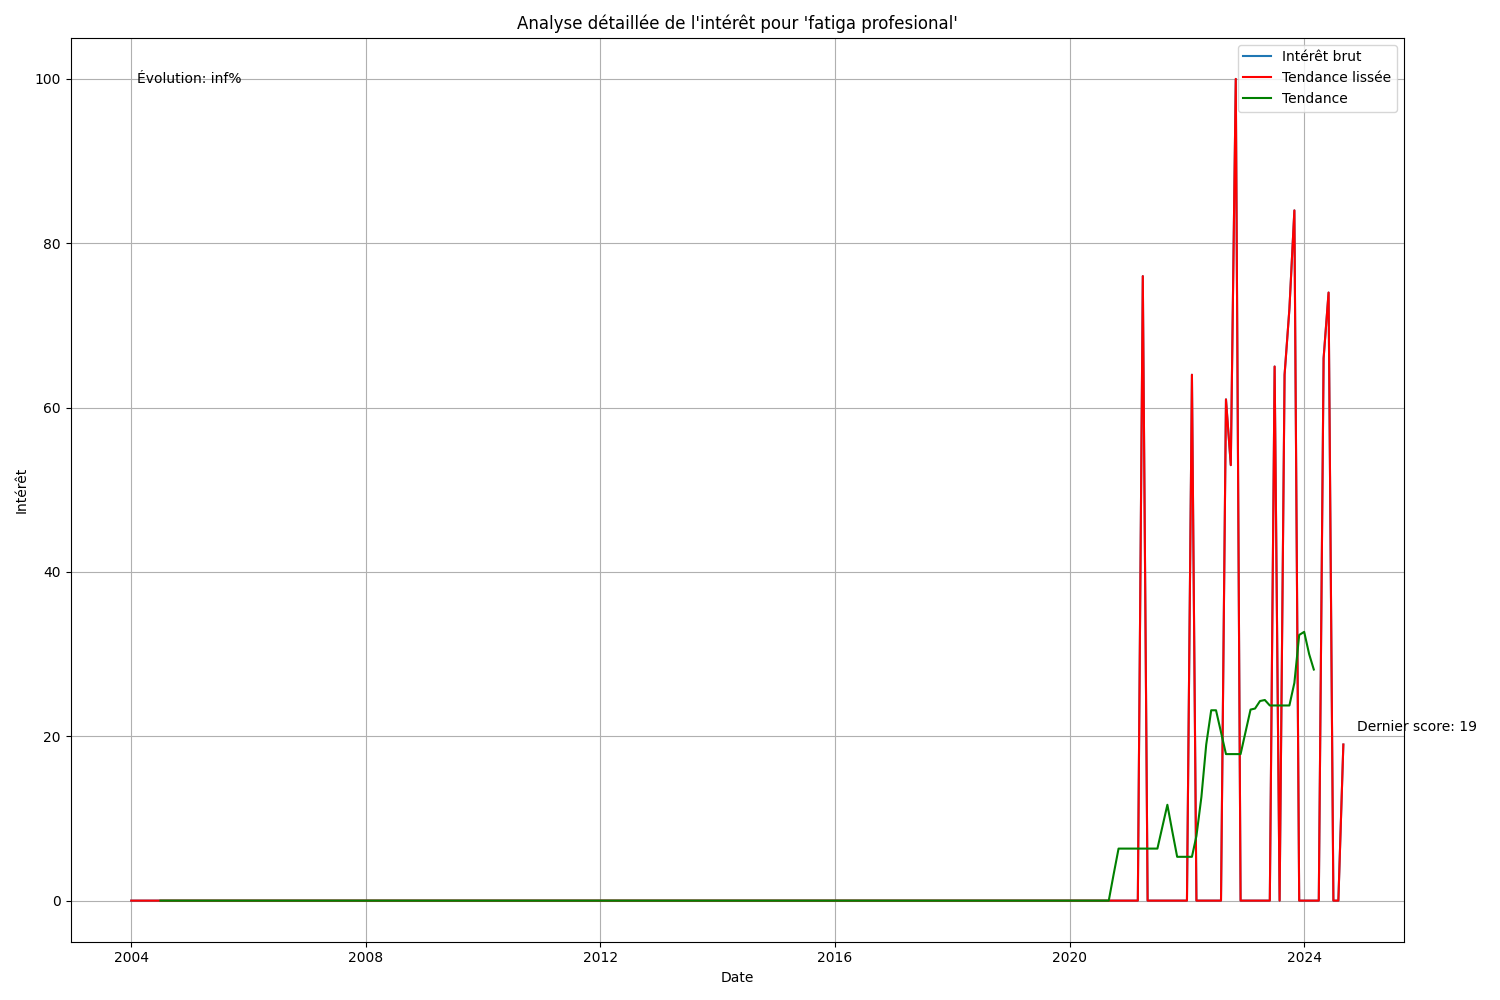 Analyse détaillée de l'intérêt pour 'fatiga profesional'
Évolution: inf%
Intérêt brut
Tendance lissée
Tendance
100
80
60
40
20
0
Intérêt
Dernier score: 19
2004
2008
2012
2016
2020
2024
Date